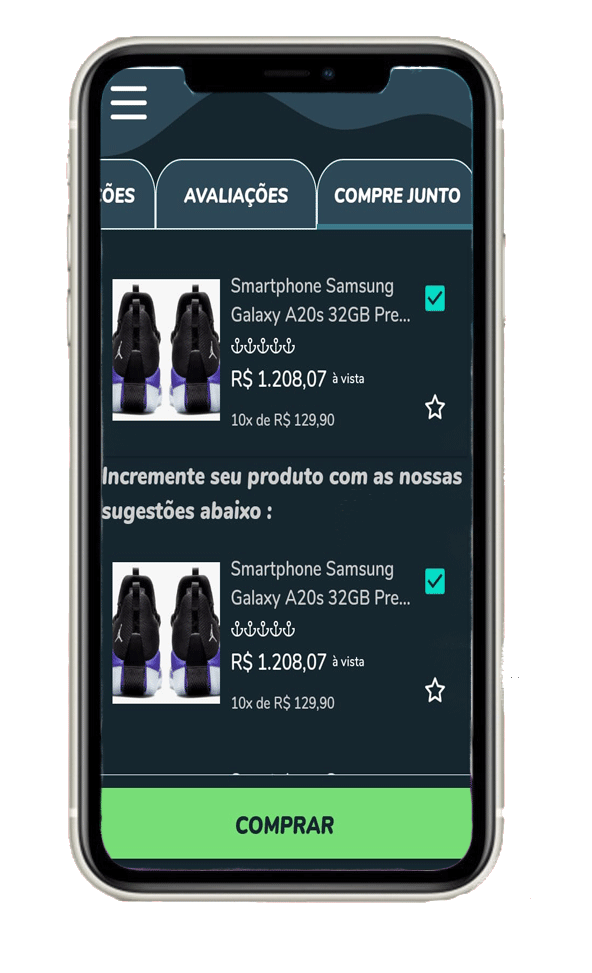 ÕES
AVALIAÇÕES
COMPRE JUNTO
Smartphone Samsung
Galaxy A20s 32GB Pre...
R$ 1.208,07 à vista
10x de R$ 129,90
Incremente seu produto com as nossas
sugestões abaixo :
Smartphone Samsung
Galaxy A20s 32GB Pre...
R$ 1.208,07 à vista
10x de R$ 129,90
COMPRAR